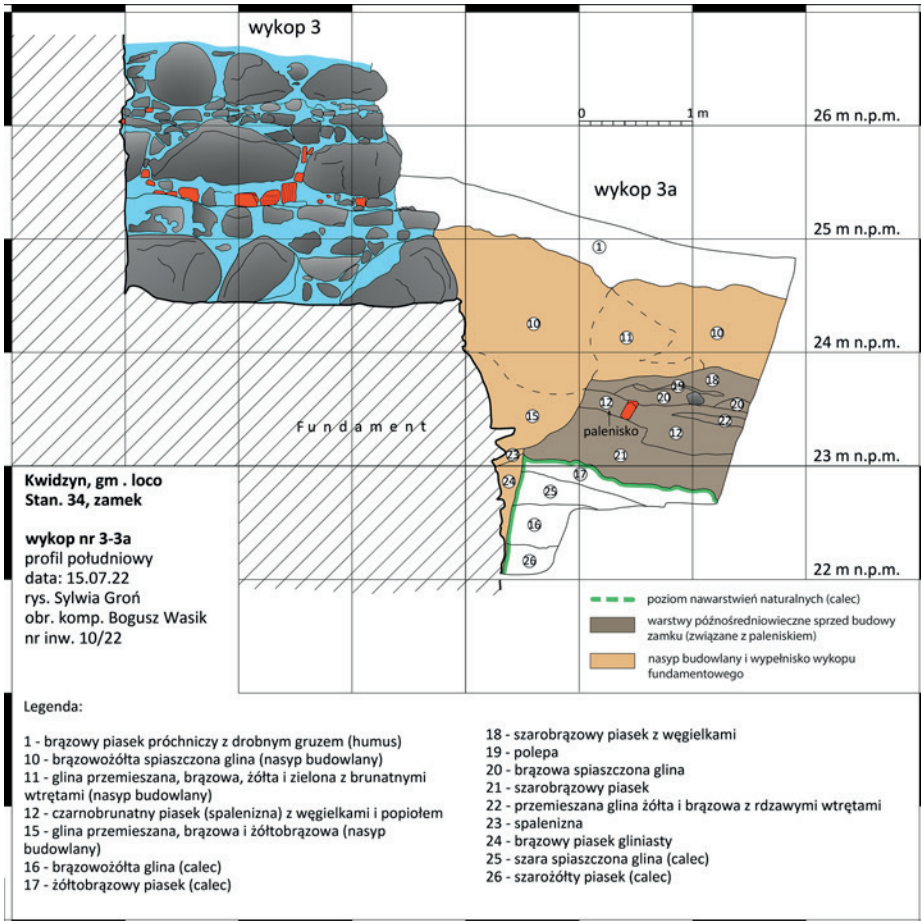 wykop 3
0 1 m
26 m n.p.m.
wykop 3a
25 m n.p.m.
1
10
11
10
24 m n.p.m.
18
19
20
12
20
22
15
palenisko
12
Fundament
21
23
23 m n.p.m.
17
24
25
16
26
22 m n.p.m.
Kwidzyn, gm . loco
Stan. 34, zamek
wykop nr 3-3a
profil południowy
data: 15.07.22
rys. Sylwia Groń
obr. komp. Bogusz Wasik
nr inw. 10/22
poziom nawarstwień naturalnych (calec)
warstwy późnośredniowieczne sprzed budowy
zamku (związane z paleniskiem)
nasyp budowlany i wypełnisko wykopu
fundamentowego
Legenda:
1 - brązowy piasek próchniczy z drobnym gruzem (humus)
10 - brązowożółta spiaszczona glina (nasyp budowlany)
11 - glina przemieszana, brązowa, żółta i zielona z brunatnymi
wtrętami (nasyp budowlany)
12 - czarnobrunatny piasek (spalenizna) z węgielkami i popiołem
15 - glina przemieszana, brązowa i żółtobrązowa (nasyp
budowlany)
16 - brązowożółta glina (calec)
17 - żółtobrązowy piasek (calec)
18 - szarobrązowy piasek z węgielkami
19 - polepa
20 - brązowa spiaszczona glina
21 - szarobrązowy piasek
22 - przemieszana glina żółta i brązowa z rdzawymi wtrętami
23 - spalenizna
24 - brązowy piasek gliniasty
25 - szara spiaszczona glina (calec)
26 - szarożółty piasek (calec)